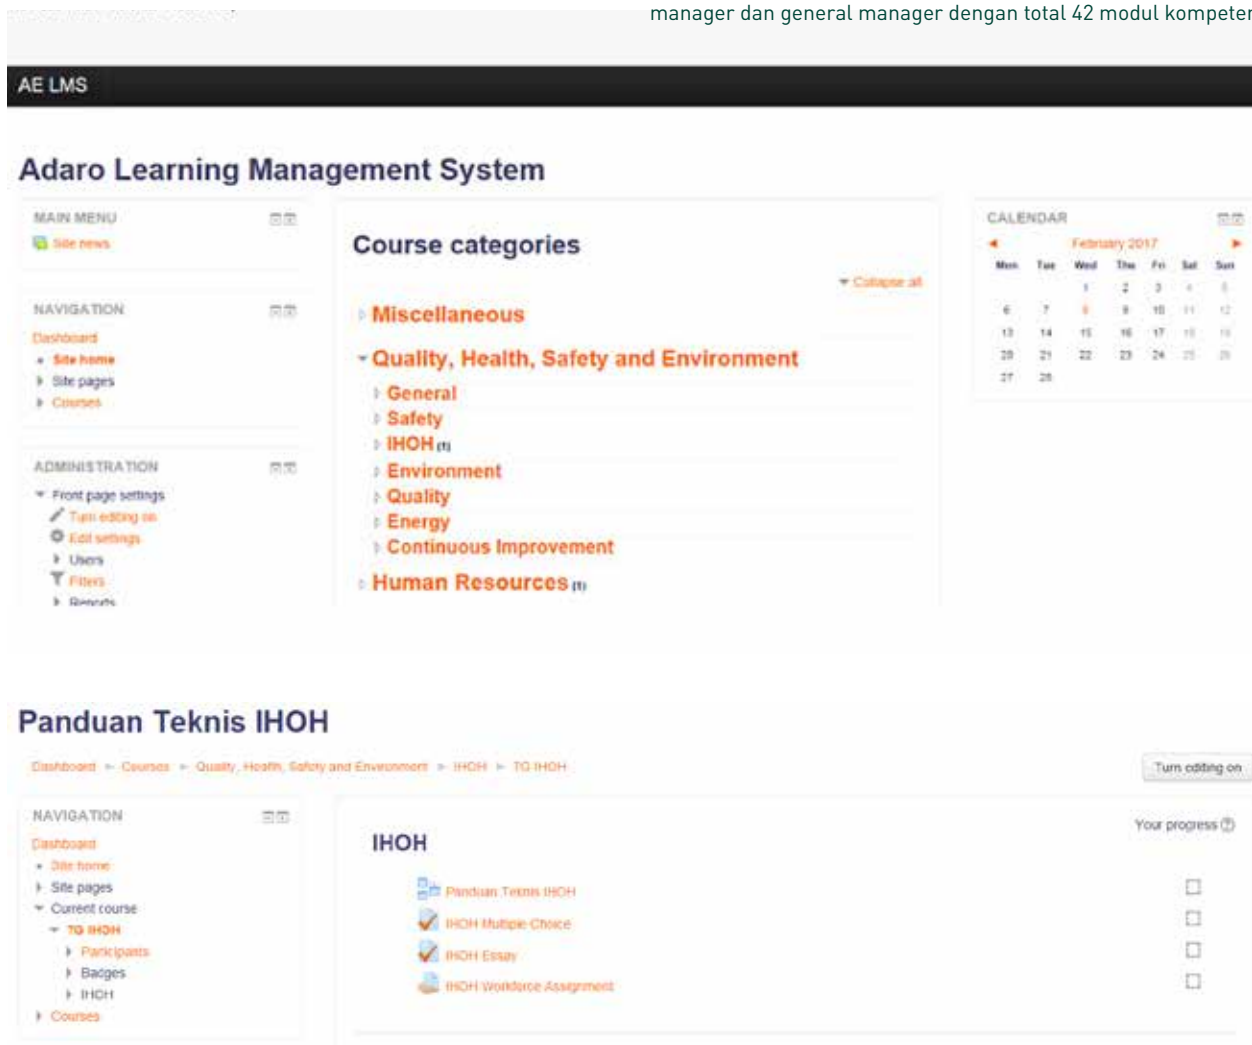 manager dan general manager dengan total 42 modul kompeten
AE LMS
Adaro Learning Management System
MAIN MENU
Site news
NAVIGATION
Dashboard
Site home
Site pages
Courses
ADMINISTRATION
Front page settings
Turn editing on
Edit settings
Users
Filters
Reports
Course categories
Collapse all
Miscellaneous
Quality, Health, Safety and Environment
General
Safety
IHOH (1)
Environment
Quality
Energy
Continuous Improvement
Human Resources (1)
CALENDAR
February 2017
Mon Tue Wed Thu Fri Sat Sun
1 2 3 4 5
6 7 8 9 10 11 12
13 14 15 16 17 18 19
20 21 22 23 24 25 26
27 28
Panduan Teknis IHOH
Dashboard ► Courses ► Quality, Health, Safety and Environment ► IHOH ► TG IHOH
Turn editing on
NAVIGATION
Dashboard
Site home
Site pages
Current course
TG IHOH
Participants
Badges
IHOH
Courses
Your progress
IHOH
Panduan Teknis IHOH
IHOH Multiple Choice
IHOH Essay
IHOH Workforce Assignment